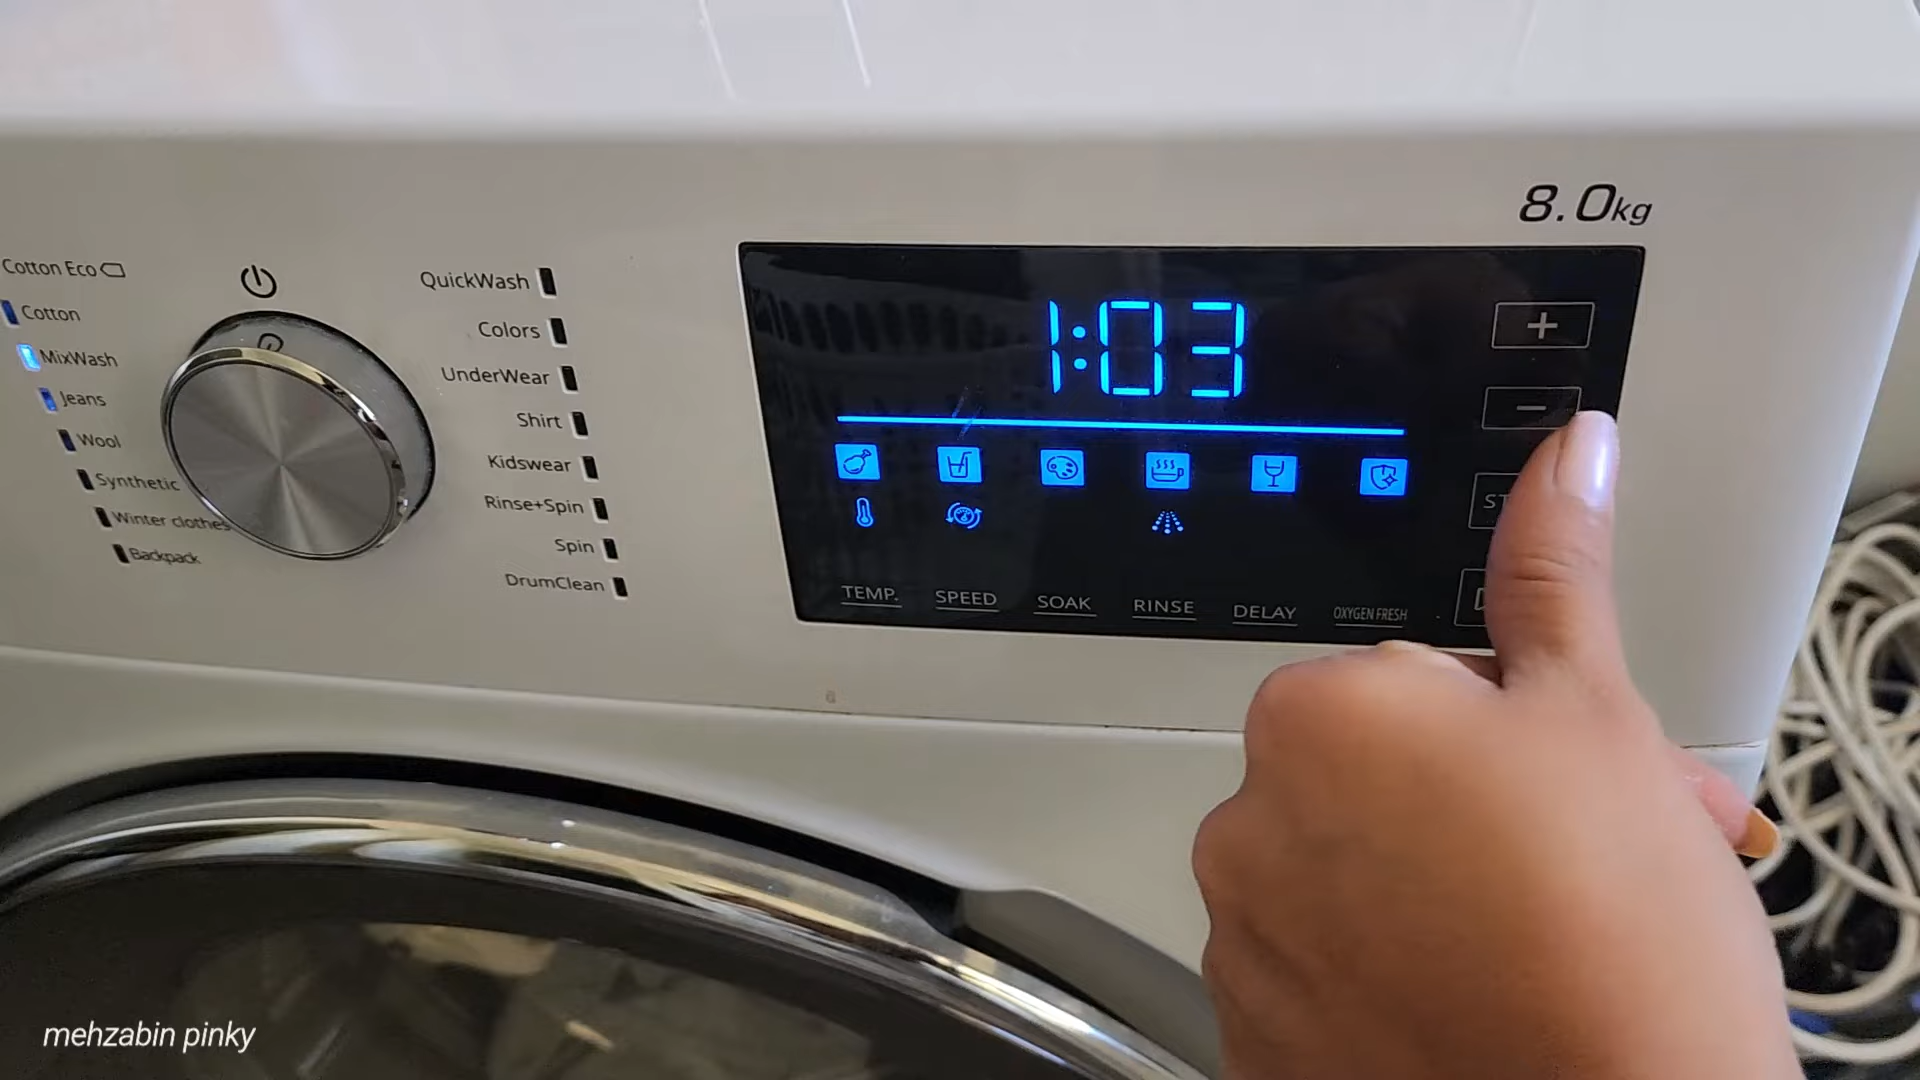 8.0kg
Cotton Eco
Cotton
MixWash
Jeans
Wool
Synthetic
Winter clothes
Backpack
QuickWash
Colors
UnderWear
Shirt
Kidswear
Rinse+Spin
Spin
DrumClean
1:03
+
−
ST
TEMP.
SPEED
SOAK
RINSE
DELAY
OXYGEN FRESH
mehzabin pinky